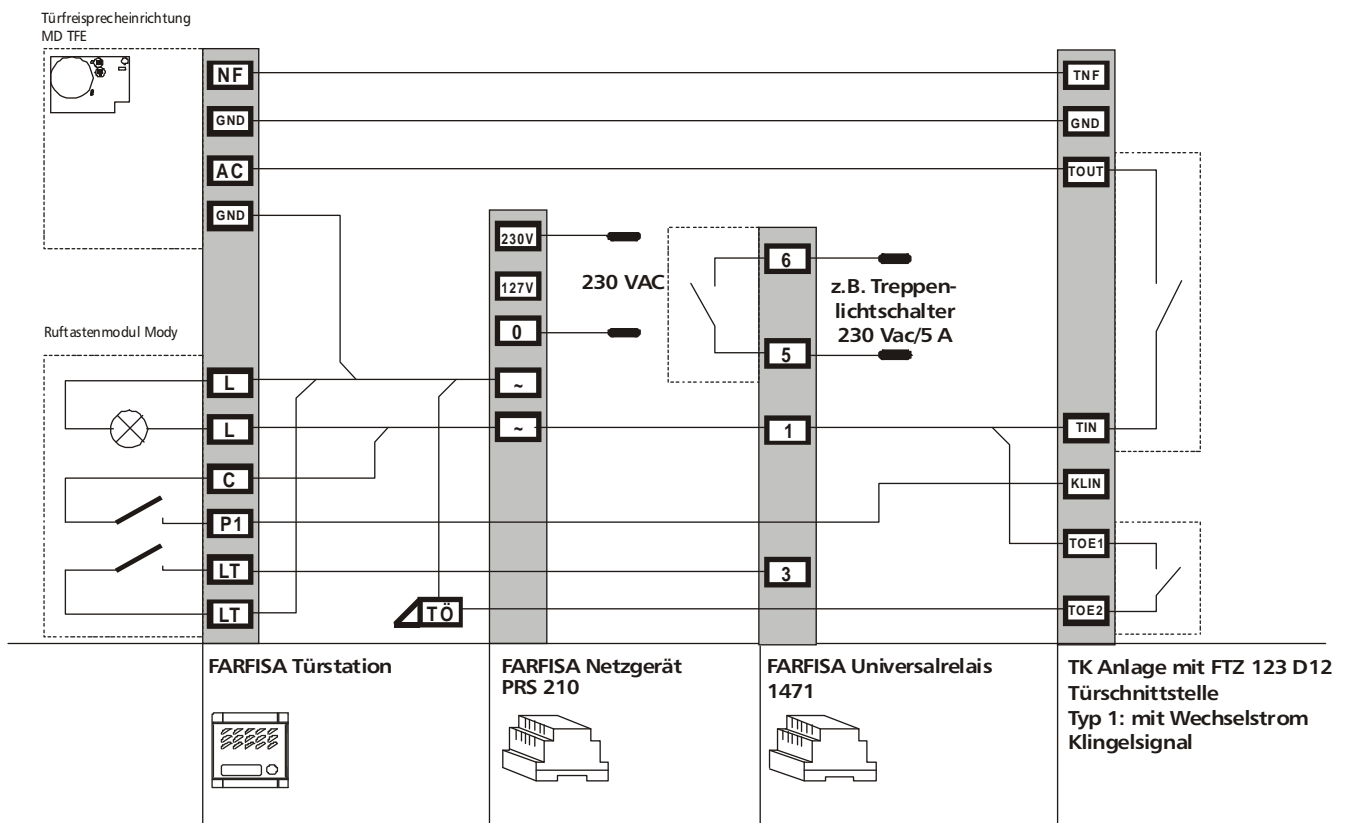 Türfreisprecheinrichtung
MD TFE
NF
GND
AC
GND
Ruftastenmodul Mody
L
L
C
P1
LT
LT
TÖ
230V
127V
0
~
~
230 VAC
6
5
1
3
z.B. Treppen-
lichtschalter
230 Vac/5 A
TNF
GND
TOUT
TIN
KLIN
TOE1
TOE2
FARFISA Türstation
FARFISA Netzgerät
PRS 210
FARFISA Universalrelais
1471
TK Anlage mit FTZ 123 D12
Türschnittstelle
Typ 1: mit Wechselstrom
Klingelsignal